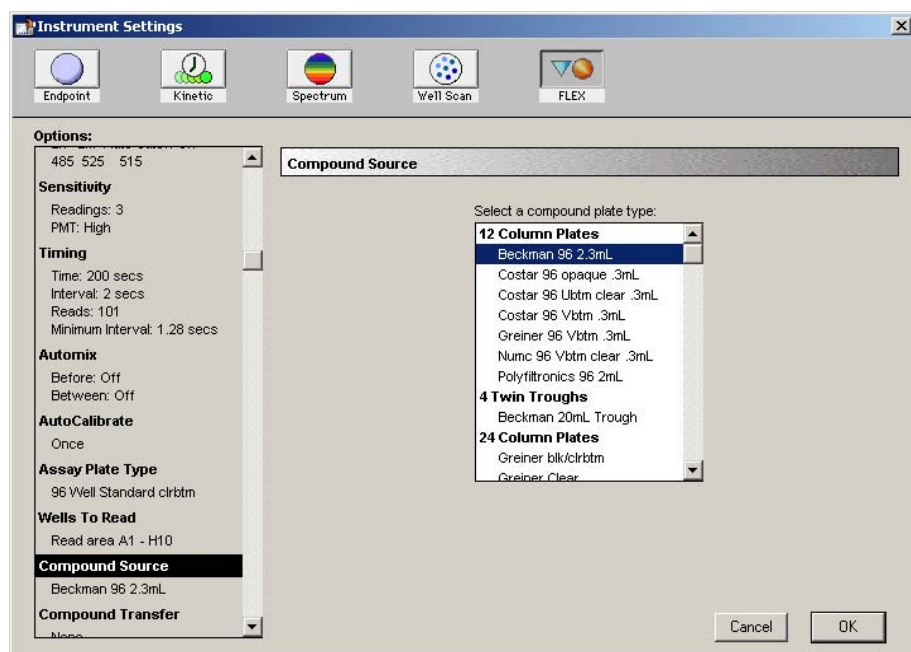 Instrument Settings
Endpoint
Kinetic
Spectrum
Well Scan
FLEX
Options:
485 525 515
Sensitivity
Readings: 3
PMT: High
Timing
Time: 200 secs
Interval: 2 secs
Reads: 101
Minimum Interval: 1.28 secs
Automix
Before: Off
Between: Off
AutoCalibrate
Once
Assay Plate Type
96 Well Standard clrbtm
Wells To Read
Read area A1 - H10
Compound Source
Beckman 96 2.3mL
Compound Transfer
None
Compound Source
Select a compound plate type:
12 Column Plates
Beckman 96 2.3mL
Costar 96 opaque .3mL
Costar 96 Ubtm clear .3mL
Costar 96 Vbtm .3mL
Greiner 96 Vbtm .3mL
Numc 96 Vbtm clear .3mL
Polyfiltronics 96 2mL
4 Twin Troughs
Beckman 20mL Trough
24 Column Plates
Greiner blk/clrbtm
Greiner Clear
Cancel
OK